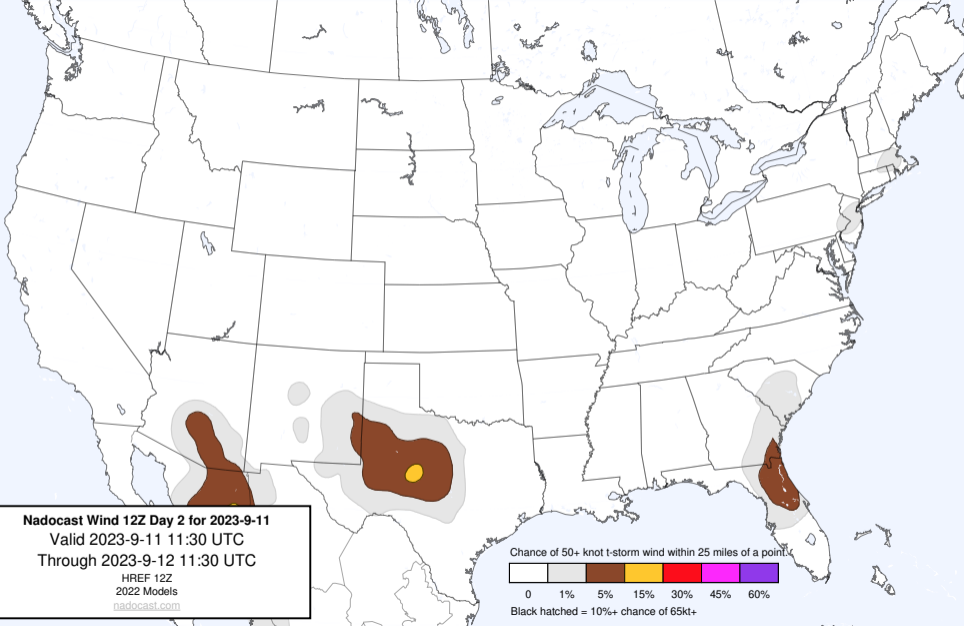 Nadocast Wind 12Z Day 2 for 2023-9-11
Valid 2023-9-11 11:30 UTC
Through 2023-9-12 11:30 UTC
HREF 12Z
2022 Models
nadocast.com
Chance of 50+ knot t-storm wind within 25 miles of a point.
0 1% 5% 15% 30% 45% 60%
Black hatched = 10%+ chance of 65kt+